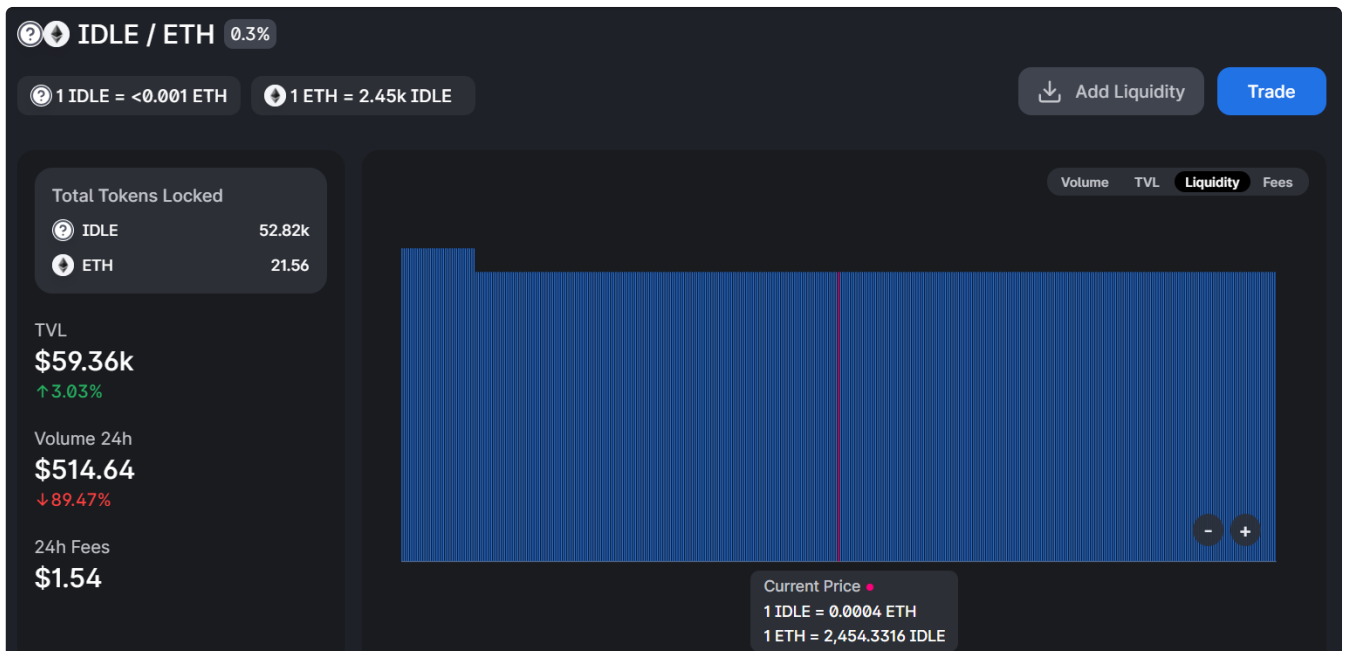 IDLE / ETH 0.3%
1 IDLE = <0.001 ETH
1 ETH = 2.45k IDLE
Add Liquidity
Trade
Total Tokens Locked
IDLE 52.82k
ETH 21.56
TVL
$59.36k
↑3.03%
Volume 24h
$514.64
↓89.47%
24h Fees
$1.54
Volume TVL Liquidity Fees
- +
Current Price
1 IDLE = 0.0004 ETH
1 ETH = 2,454.3316 IDLE